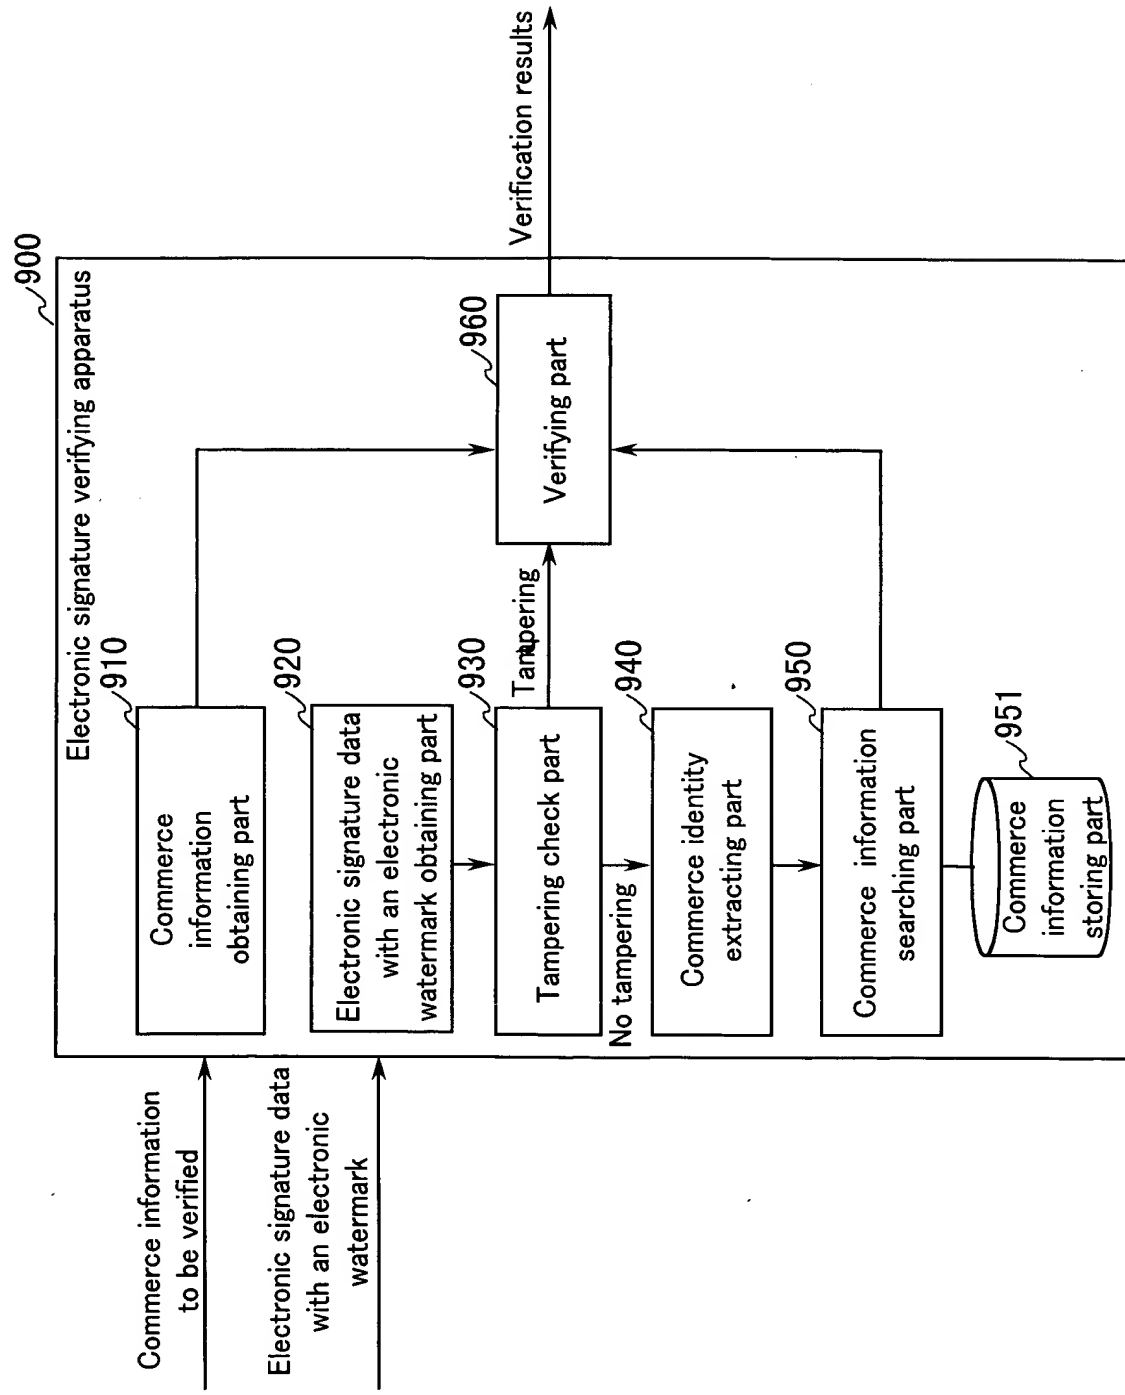 Commerce information
to be verified
Electronic signature data
with an electronic
watermark
900
Electronic signature verifying apparatus
910
Commerce
information
obtaining part
920
Electronic signature data
with an electronic
watermark obtaining part
930
Tampering check part
Tampering
No tampering
940
Commerce identity
extracting part
950
Commerce information
searching part
951
Commerce
information
storing part
960
Verifying part
Verification results